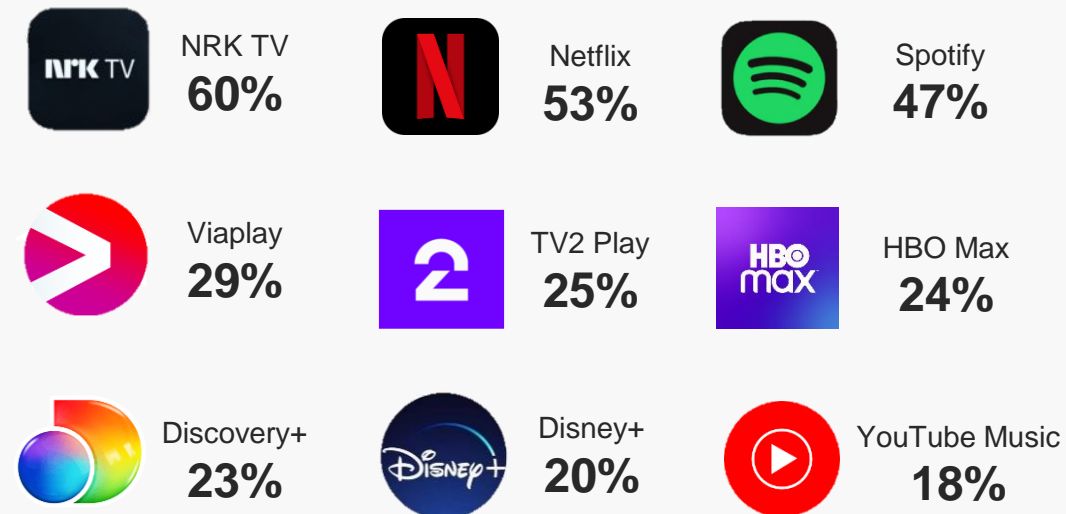 NRK TV
NRK TV
60%
Netflix
53%
Spotify
47%
Viaplay
29%
2
TV2 Play
25%
HBO
max
HBO Max
24%
Discovery+
23%
Disney+
Disney+
20%
YouTube Music
18%